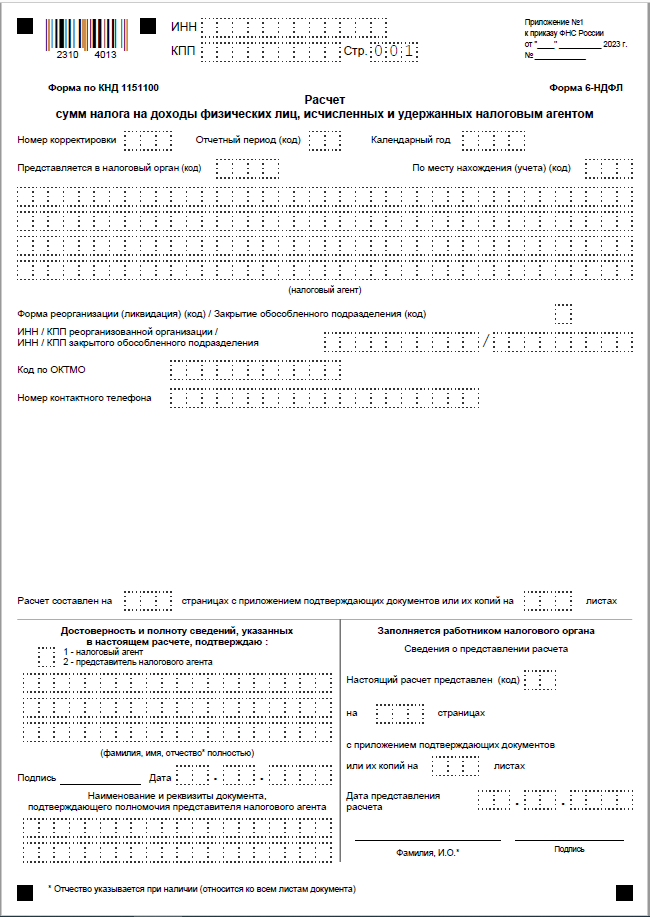 ИНН
Приложение №1
к приказу ФНС России
от "____" __________ 2023 г.
№ ____________
КПП
Стр. 001
2310 4013
Форма по КНД 1151100
Форма 6-НДФЛ
Расчет
сумм налога на доходы физических лиц, исчисленных и удержанных налоговым агентом
Номер корректировки
Отчетный период (код)
Календарный год
Представляется в налоговый орган (код)
По месту нахождения (учета) (код)
(налоговый агент)
Форма реорганизации (ликвидация) (код) / Закрытие обособленного подразделения (код)
ИНН / КПП реорганизованной организации /
ИНН / КПП закрытого обособленного подразделения
/
Код по ОКТМО
Номер контактного телефона
Расчет составлен на страницах с приложением подтверждающих документов или их копий на листах
Достоверность и полноту сведений, указанных
в настоящем расчете, подтверждаю :
1 - налоговый агент
2 - представитель налогового агента
(фамилия, имя, отчество* полностью)
Подпись ______________ Дата . .
Наименование и реквизиты документа,
подтверждающего полномочия представителя налогового агента
Заполняется работником налогового органа
Сведения о представлении расчета
Настоящий расчет представлен (код)
на страницах
с приложением подтверждающих документов
или их копий на листах
Дата представления
расчета . .
Фамилия, И.О.*
Подпись
* Отчество указывается при наличии (относится ко всем листам документа)